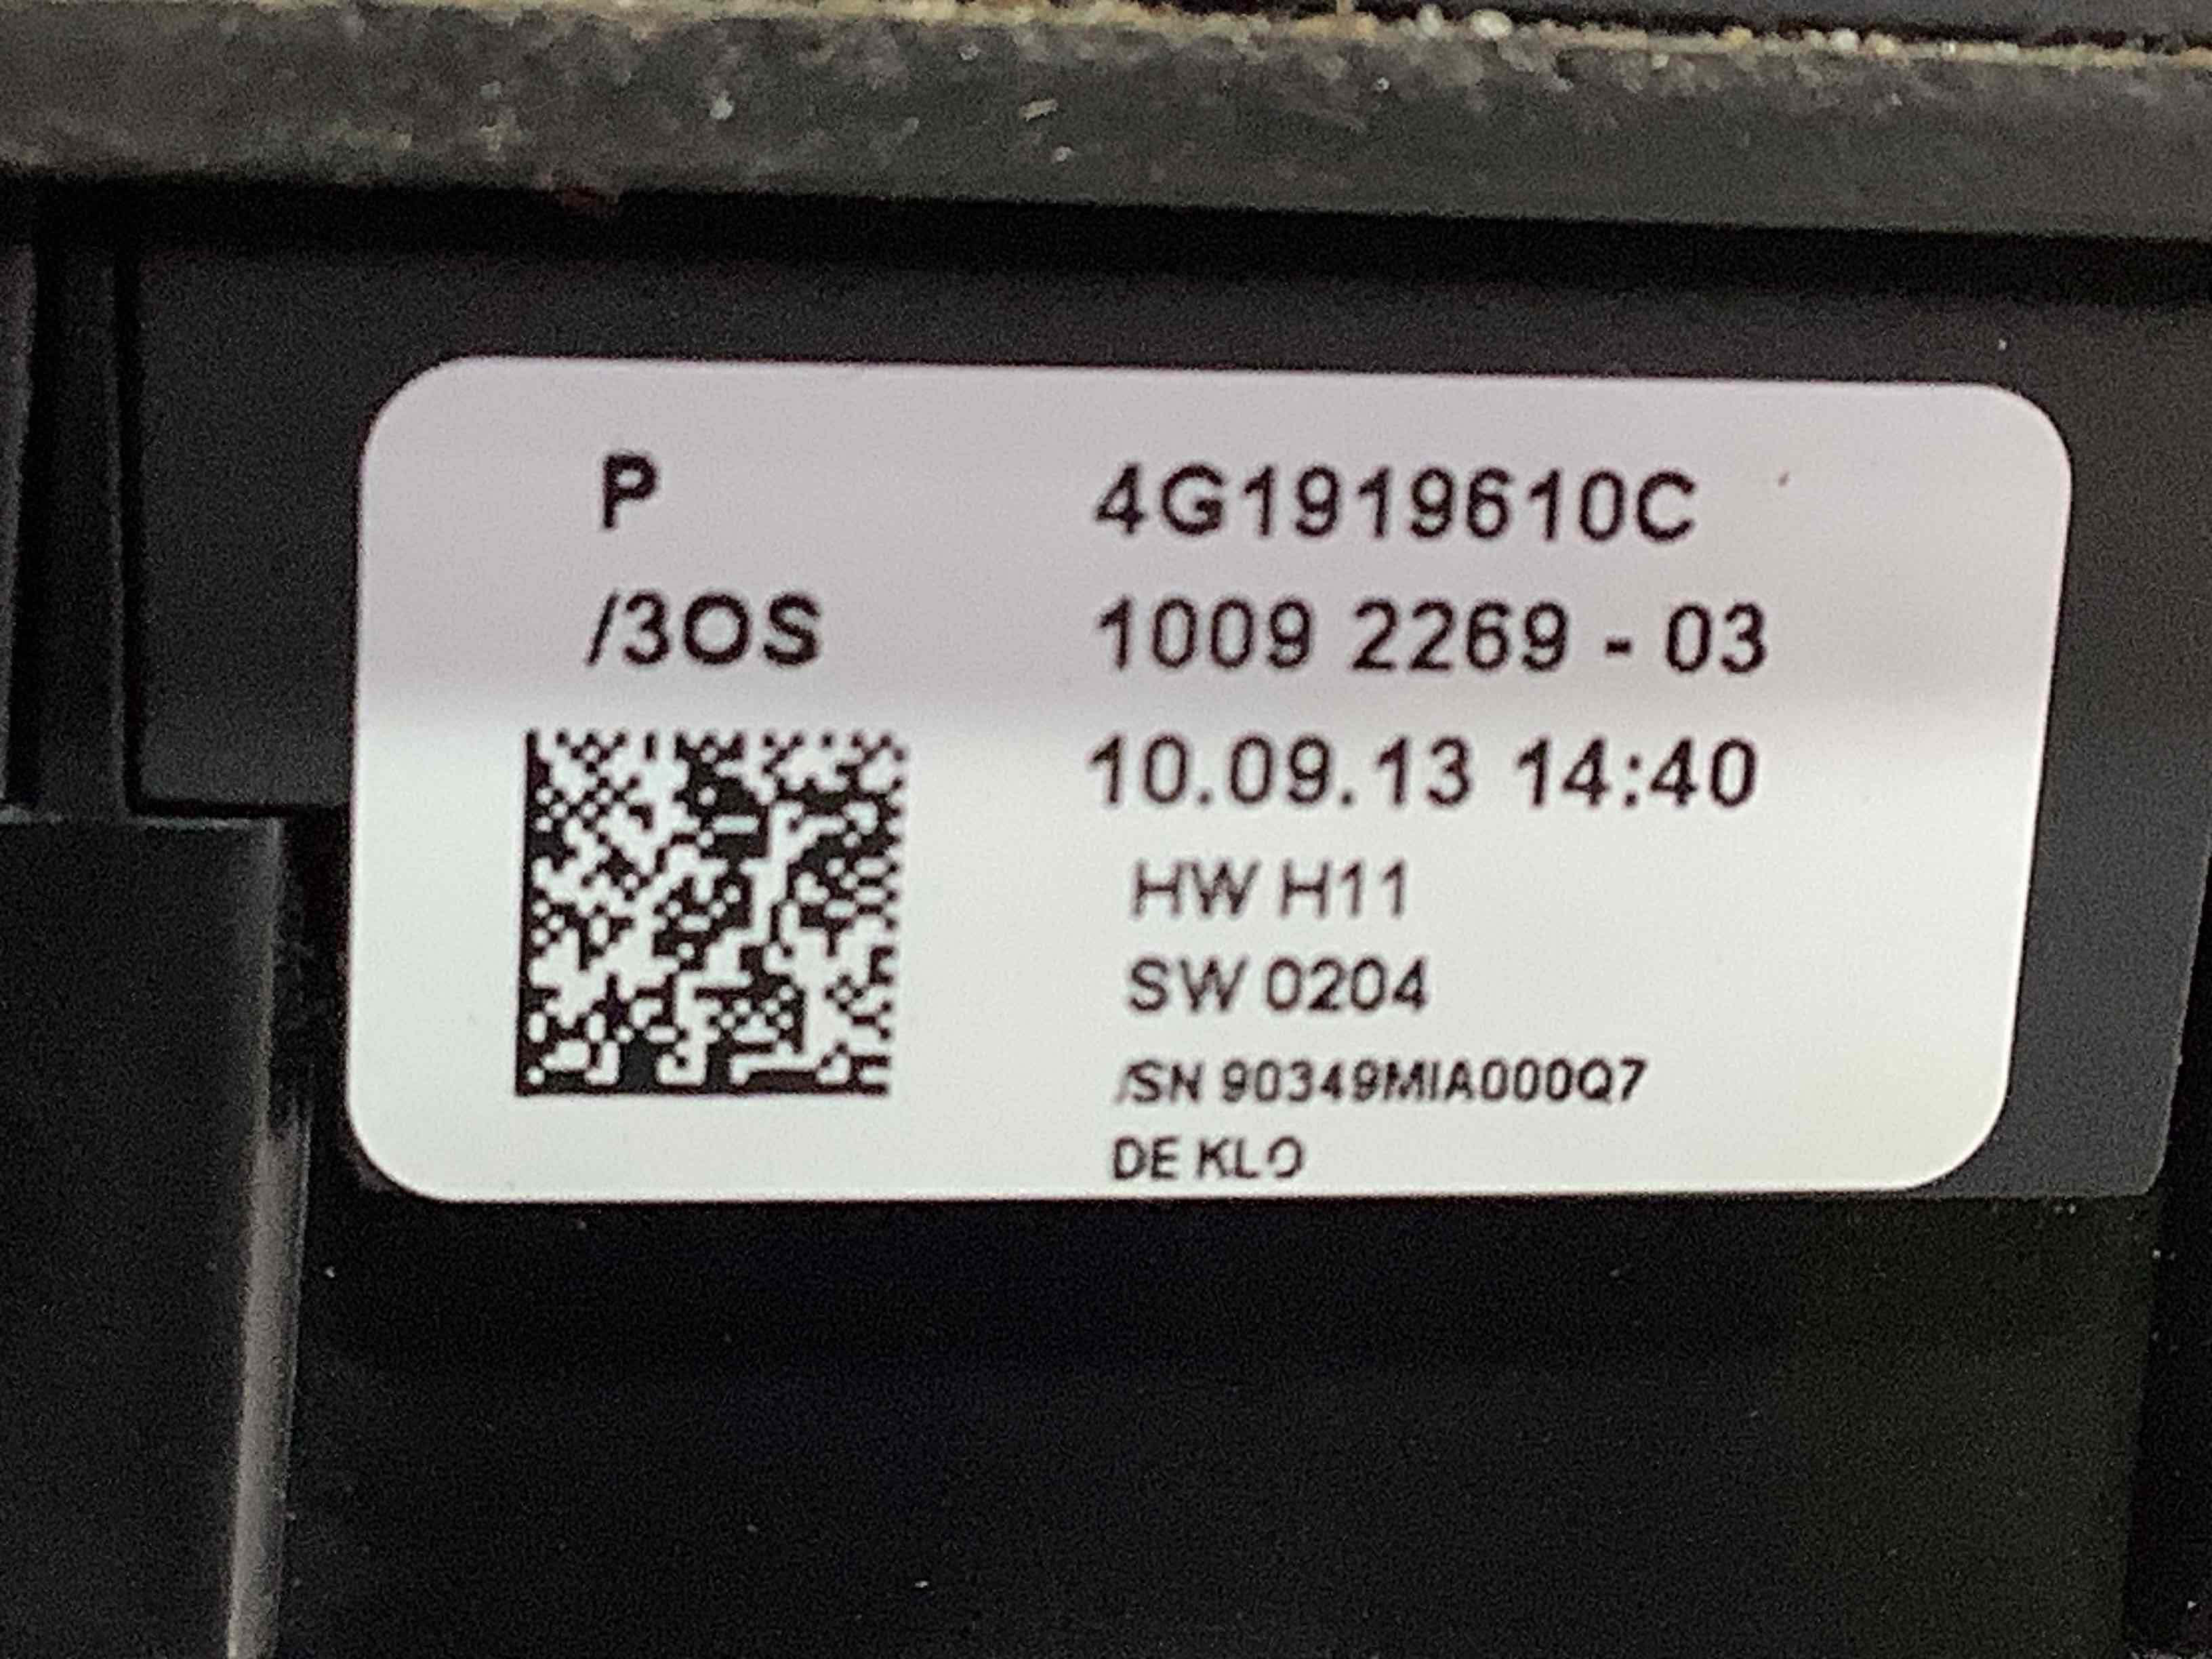 P 4G1919610C
/3OS 1009 2269 - 03
10.09.13 14:40
HW H11
SW 0204
/SN 90349MIA000Q7
DE KLO